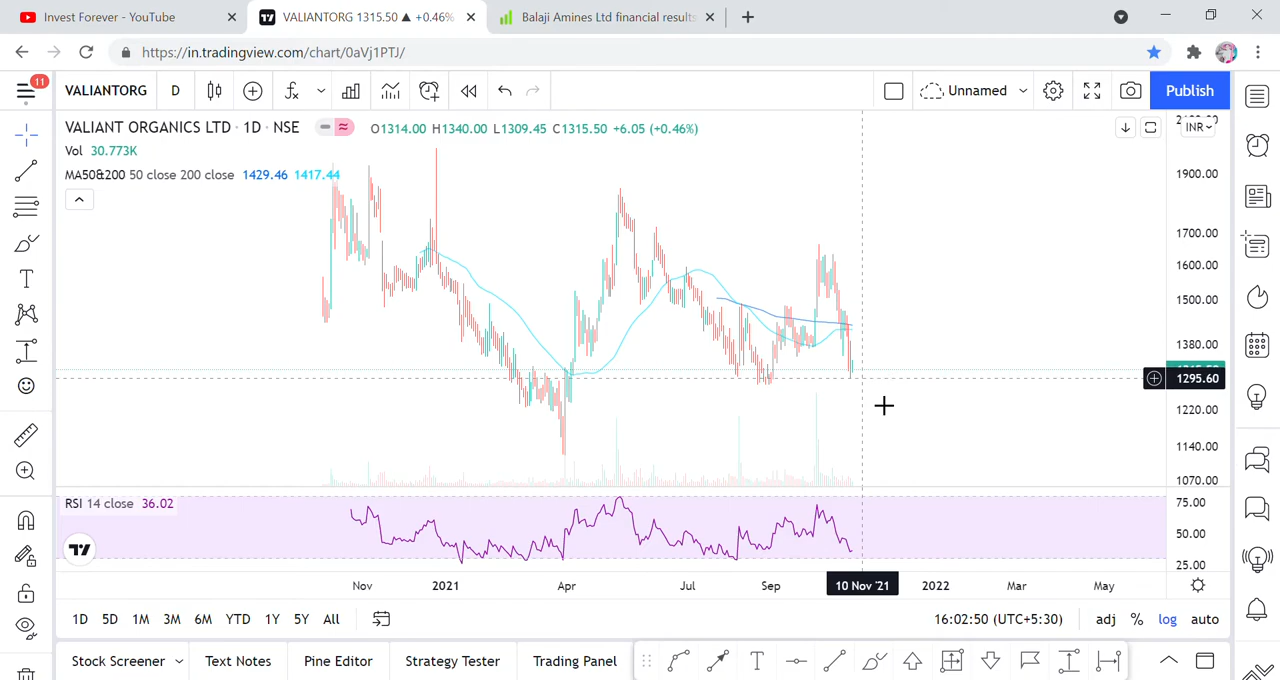 Invest Forever - YouTube
VALIANTORG 1315.50 ▲ +0.46%
Balaji Amines Ltd financial results
https://in.tradingview.com/chart/0aVj1PTJ/
11
VALIANTORG
D
Unnamed
Publish
VALIANT ORGANICS LTD · 1D · NSE
O1314.00 H1340.00 L1309.45 C1315.50 +6.05 (+0.46%)
INR
Vol 30.773K
MA50&200 50 close 200 close 1429.46 1417.44
1900.00
1700.00
1600.00
1500.00
1380.00
1295.60
1220.00
1140.00
1070.00
RSI 14 close 36.02
75.00
50.00
25.00
Nov 2021 Apr Jul Sep 10 Nov '21 2022 Mar May
1D 5D 1M 3M 6M YTD 1Y 5Y All
16:02:50 (UTC+5:30) adj % log auto
Stock Screener Text Notes Pine Editor Strategy Tester Trading Panel